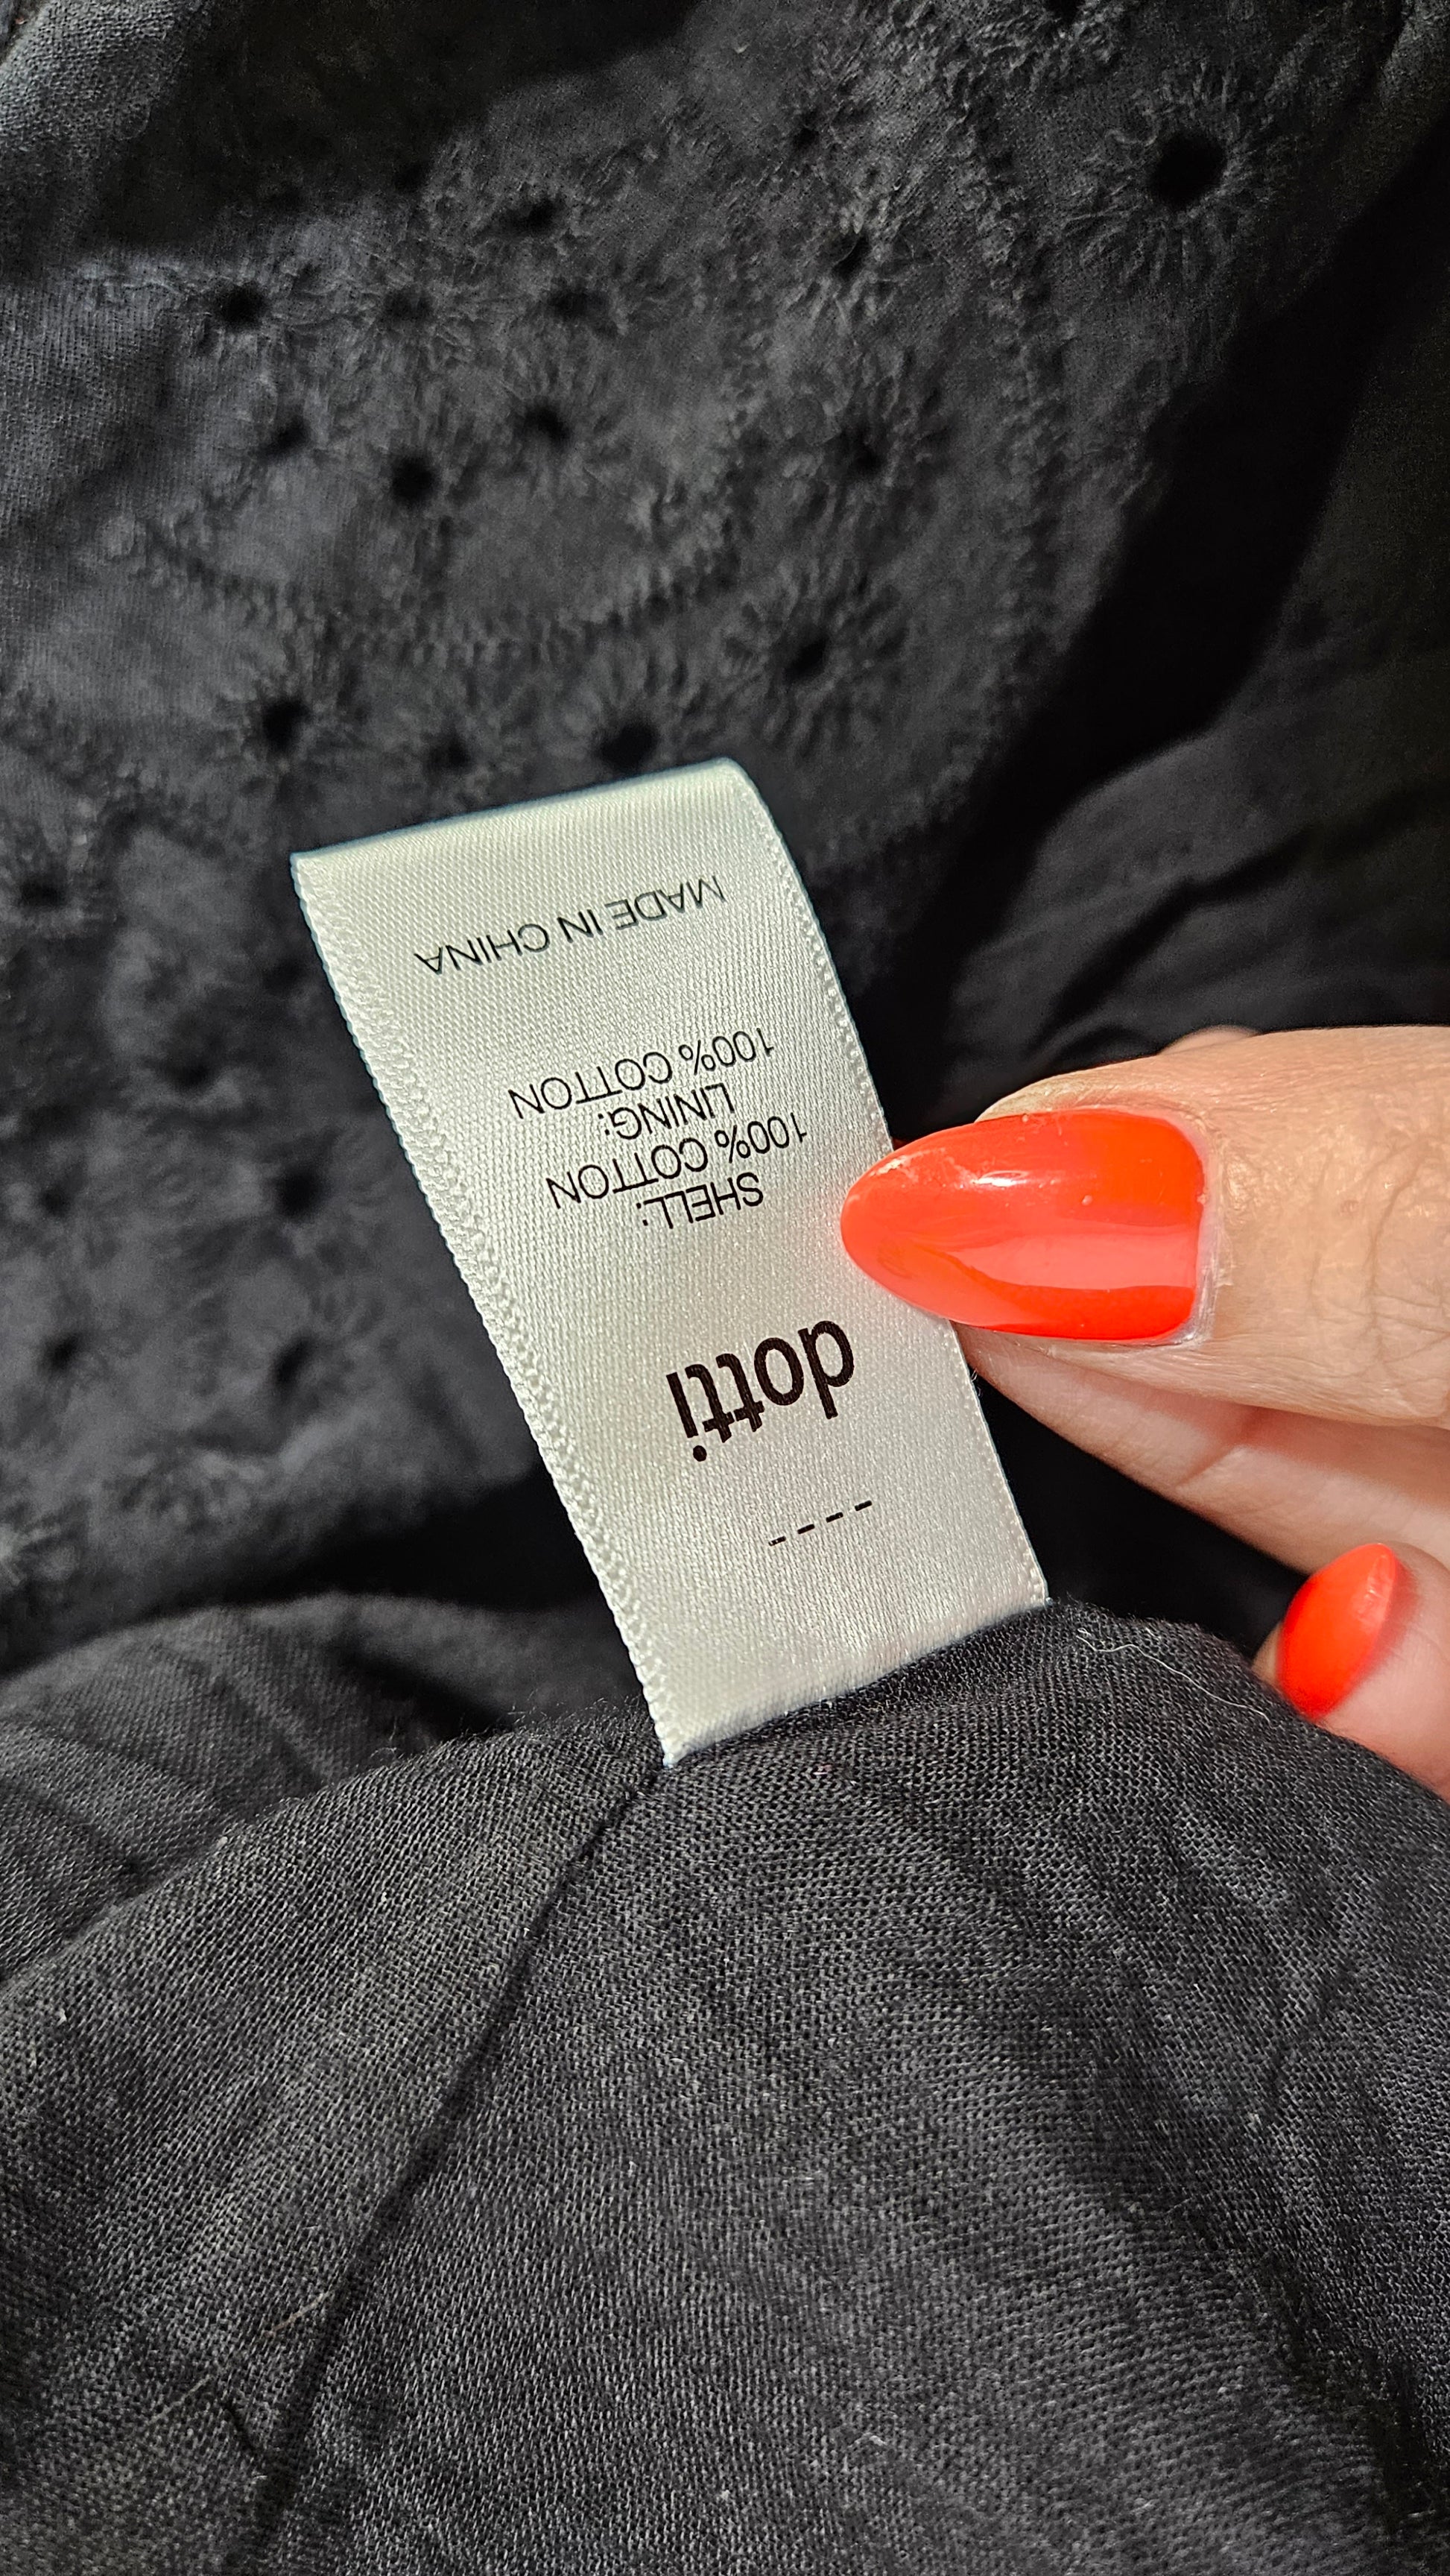 dotti
SHELL:
100% COTTON
LINING:
100% COTTON
MADE IN CHINA